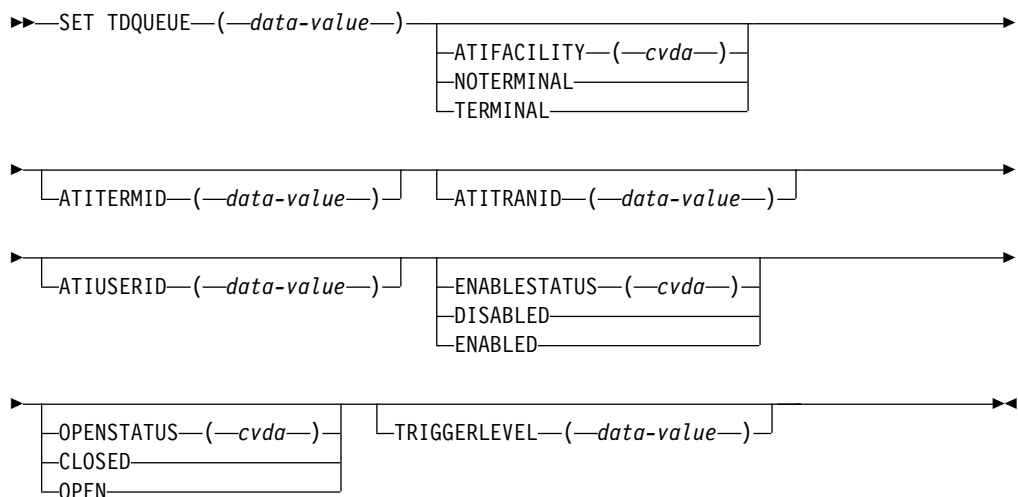 SET TDQUEUE ( data-value )
ATIFACILITY ( cvda )
NOTERMINAL
TERMINAL
ATITERMID ( data-value ) ATITRANID ( data-value )
ATIUSERID ( data-value ) ENABLESTATUS ( cvda )
DISABLED
ENABLED
OPENSTATUS ( cvda ) TRIGGERLEVEL ( data-value )
CLOSED
OPEN